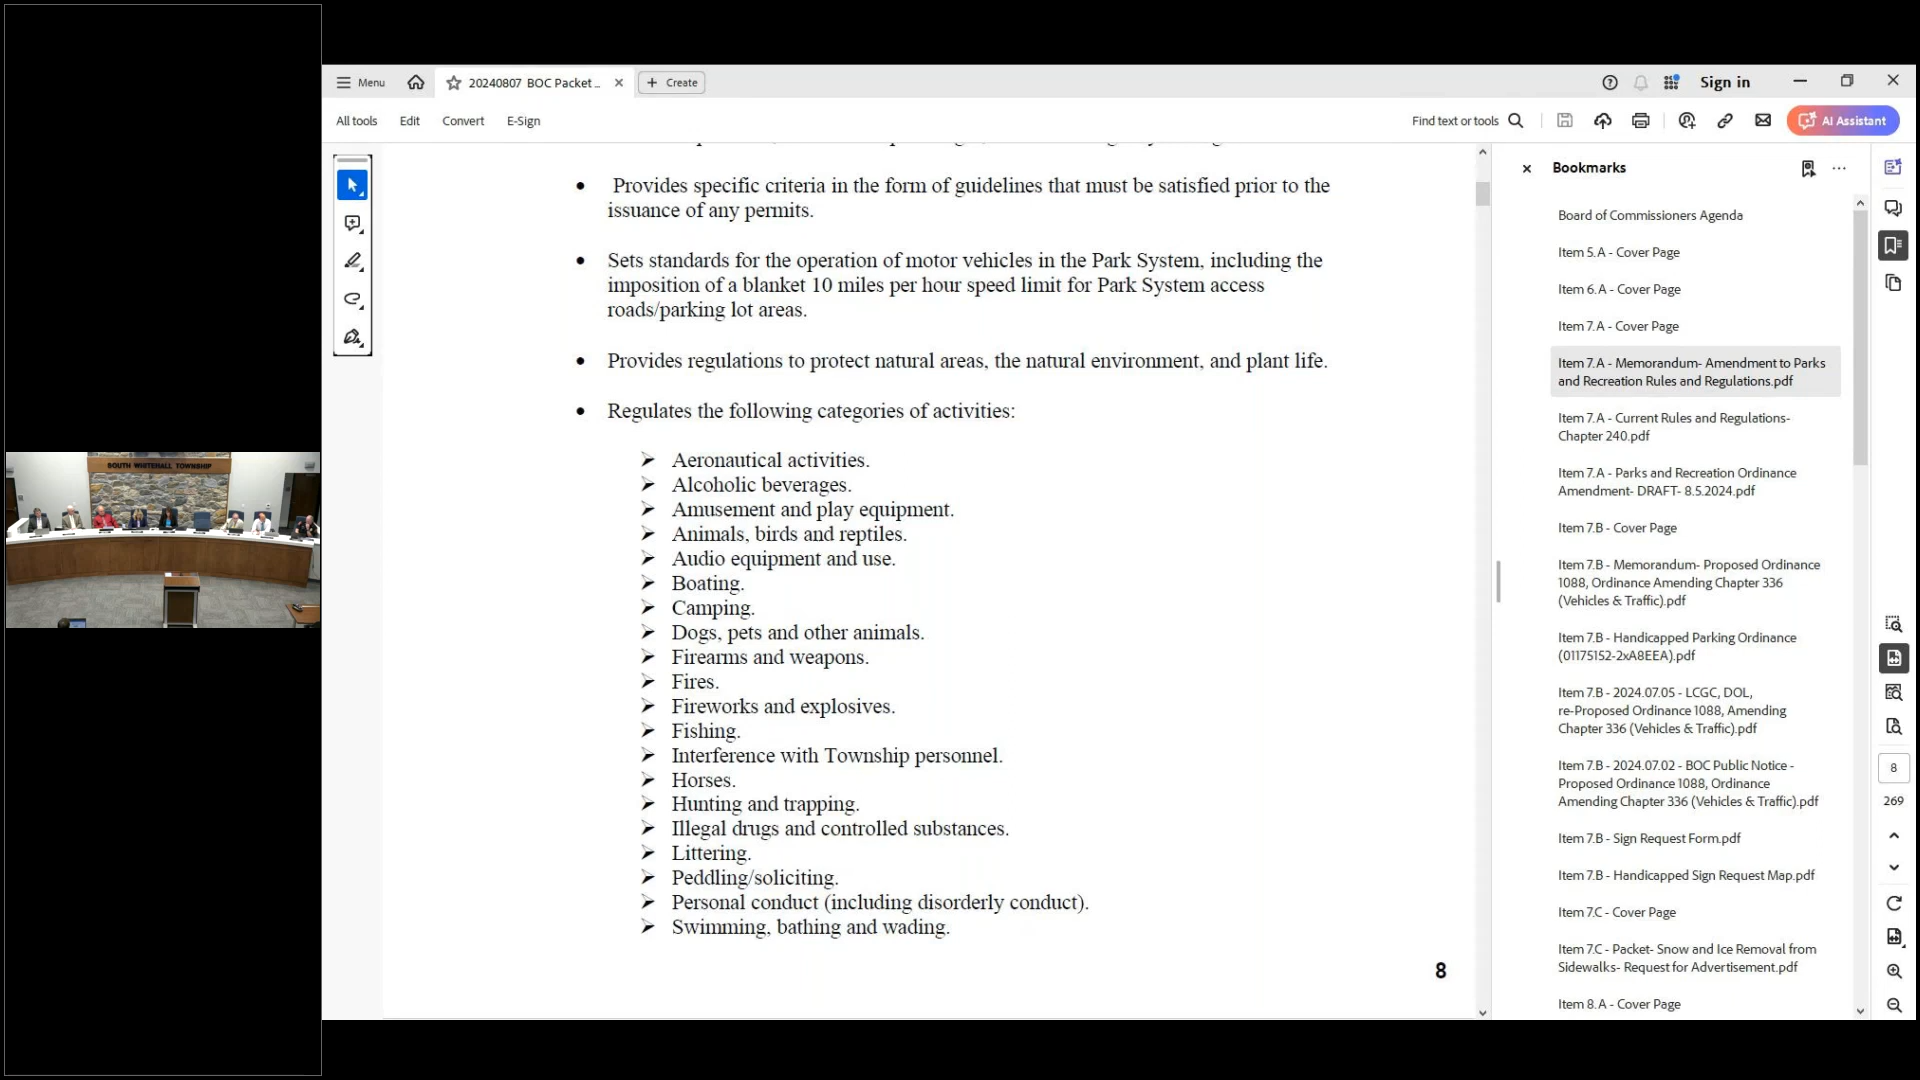 SOUTH WHITEHALL TOWNSHIP
Menu
20240807 BOC Packet ...
Create
Sign in
All tools
Edit
Convert
E-Sign
Find text or tools
AI Assistant
• Provides specific criteria in the form of guidelines that must be satisfied prior to the
issuance of any permits.
• Sets standards for the operation of motor vehicles in the Park System, including the
imposition of a blanket 10 miles per hour speed limit for Park System access
roads/parking lot areas.
• Provides regulations to protect natural areas, the natural environment, and plant life.
• Regulates the following categories of activities:
➢ Aeronautical activities.
➢ Alcoholic beverages.
➢ Amusement and play equipment.
➢ Animals, birds and reptiles.
➢ Audio equipment and use.
➢ Boating.
➢ Camping.
➢ Dogs, pets and other animals.
➢ Firearms and weapons.
➢ Fires.
➢ Fireworks and explosives.
➢ Fishing.
➢ Interference with Township personnel.
➢ Horses.
➢ Hunting and trapping.
➢ Illegal drugs and controlled substances.
➢ Littering.
➢ Peddling/soliciting.
➢ Personal conduct (including disorderly conduct).
➢ Swimming, bathing and wading.
8
Bookmarks
Board of Commissioners Agenda
Item 5.A - Cover Page
Item 6.A - Cover Page
Item 7.A - Cover Page
Item 7.A - Memorandum- Amendment to Parks
and Recreation Rules and Regulations.pdf
Item 7.A - Current Rules and Regulations-
Chapter 240.pdf
Item 7.A - Parks and Recreation Ordinance
Amendment- DRAFT- 8.5.2024.pdf
Item 7.B - Cover Page
Item 7.B - Memorandum- Proposed Ordinance
1088, Ordinance Amending Chapter 336
(Vehicles & Traffic).pdf
Item 7.B - Handicapped Parking Ordinance
(01175152-2xA8EEA).pdf
Item 7.B - 2024.07.05 - LCGC, DOL,
re-Proposed Ordinance 1088, Amending
Chapter 336 (Vehicles & Traffic).pdf
Item 7.B - 2024.07.02 - BOC Public Notice -
Proposed Ordinance 1088, Ordinance
Amending Chapter 336 (Vehicles & Traffic).pdf
Item 7.B - Sign Request Form.pdf
Item 7.B - Handicapped Sign Request Map.pdf
Item 7.C - Cover Page
Item 7.C - Packet- Snow and Ice Removal from
Sidewalks- Request for Advertisement.pdf
Item 8.A - Cover Page
8
269